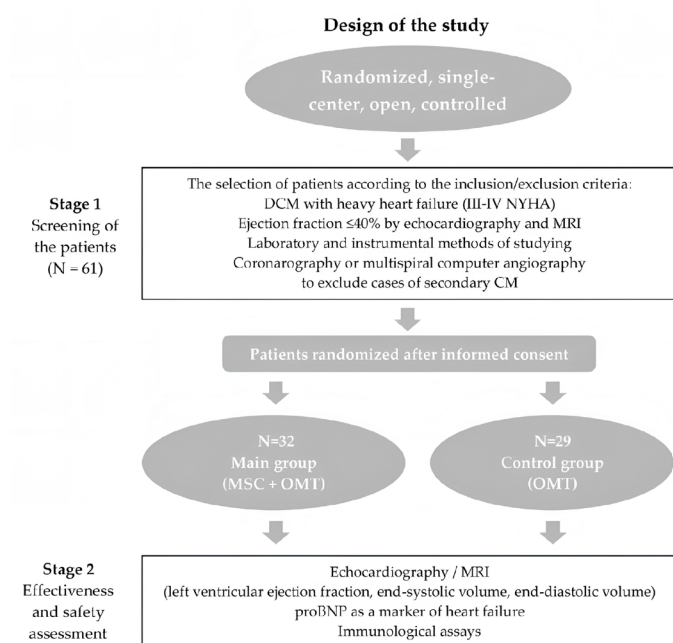 Design of the study
Randomized, single-
center, open, controlled
Stage 1
Screening of
the patients
(N = 61)
The selection of patients according to the inclusion/exclusion criteria:
DCM with heavy heart failure (III-IV NYHA)
Ejection fraction ≤40% by echocardiography and MRI
Laboratory and instrumental methods of studying
Coronarography or multispiral computer angiography
to exclude cases of secondary CM
Patients randomized after informed consent
N=32
Main group
(MSC + OMT)
N=29
Control group
(OMT)
Stage 2
Effectiveness
and safety
assessment
Echocardiography / MRI
(left ventricular ejection fraction, end-systolic volume, end-diastolic volume)
proBNP as a marker of heart failure
Immunological assays